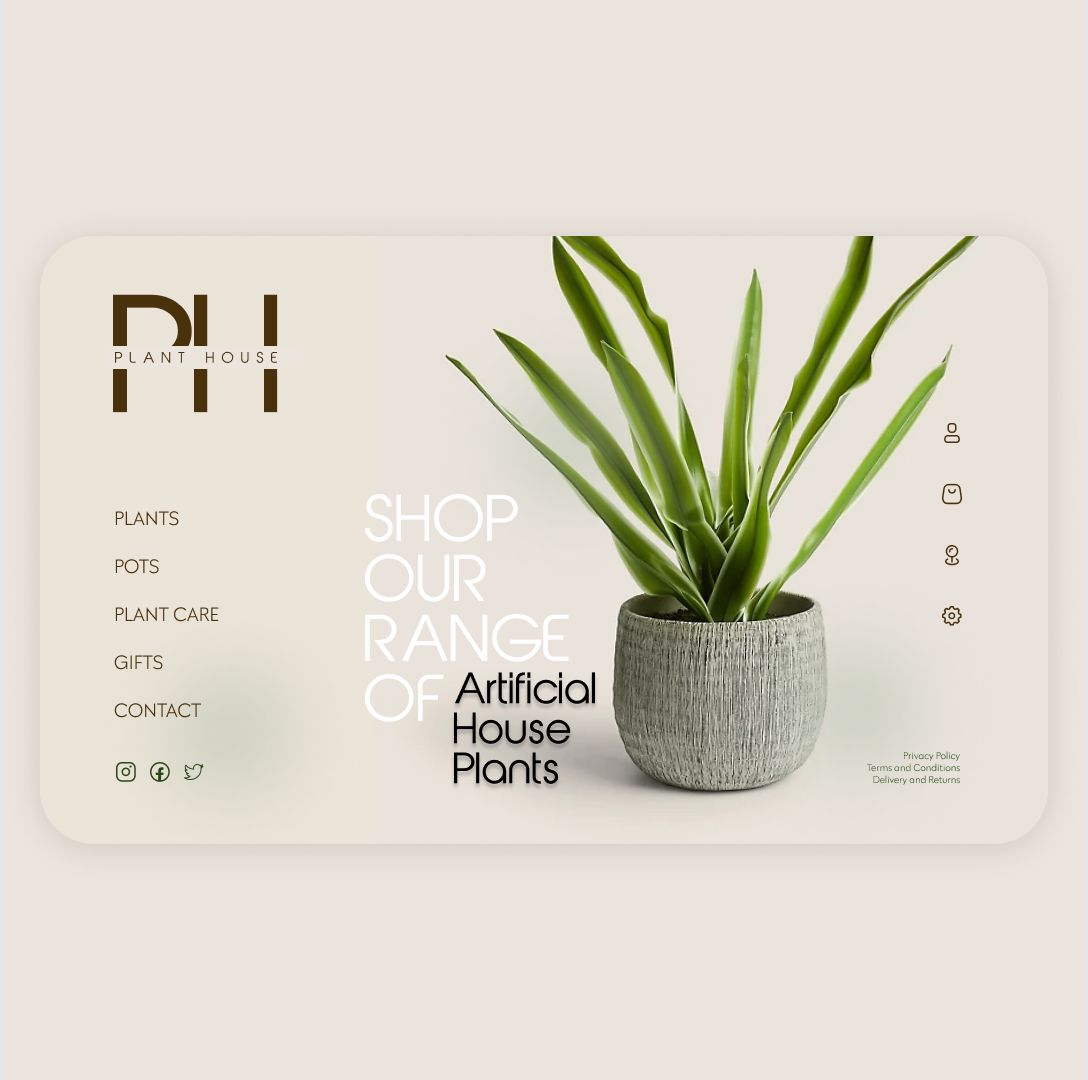 PH
PLANT HOUSE
PLANTS
POTS
PLANT CARE
GIFTS
CONTACT
SHOP
OUR
RANGE
OF Artificial
House
Plants
Privacy Policy
Terms and Conditions
Delivery and Returns